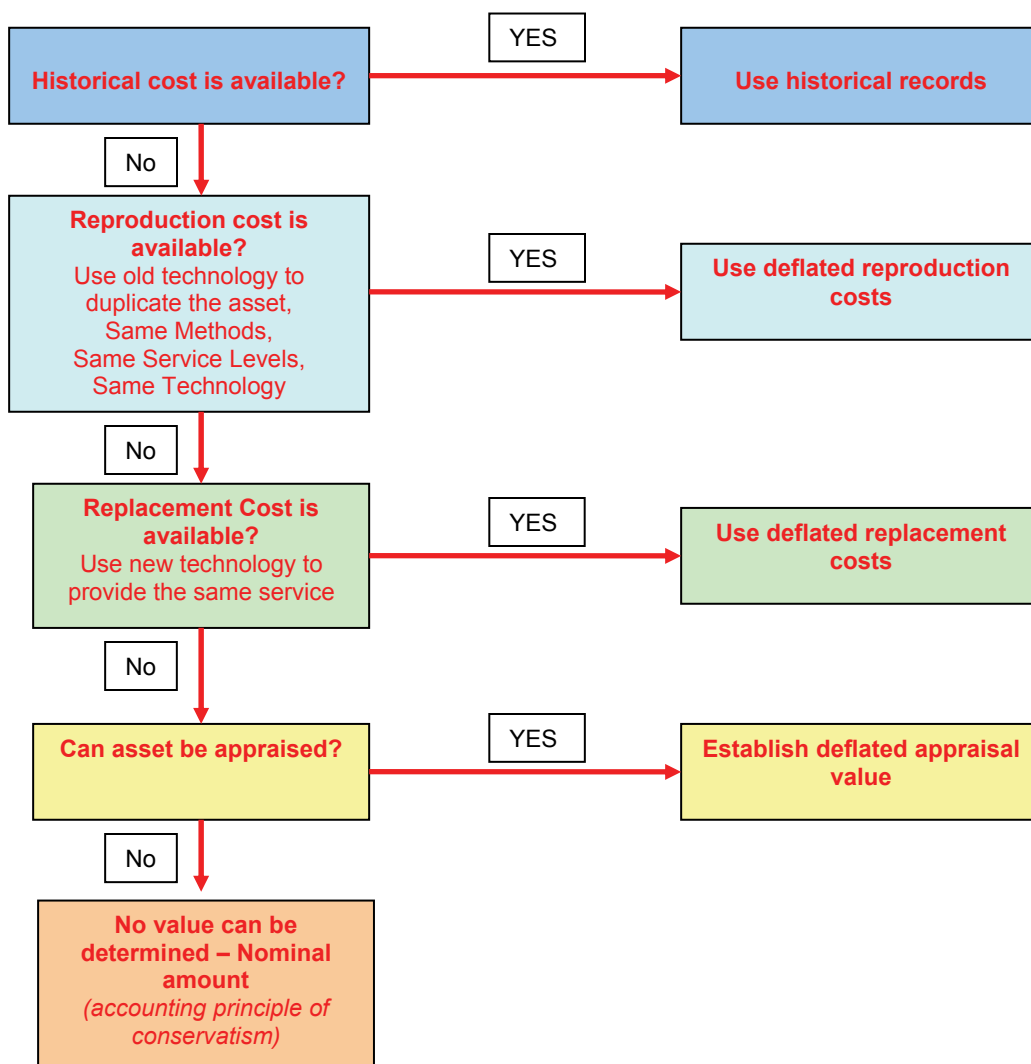 YES
Historical cost is available?
Use historical records
No
Reproduction cost is
available?
Use old technology to
duplicate the asset,
Same Methods,
Same Service Levels,
Same Technology
YES
Use deflated reproduction
costs
No
Replacement Cost is
available?
Use new technology to
provide the same service
YES
Use deflated replacement
costs
No
Can asset be appraised?
YES
Establish deflated appraisal
value
No
No value can be
determined – Nominal
amount
(accounting principle of
conservatism)